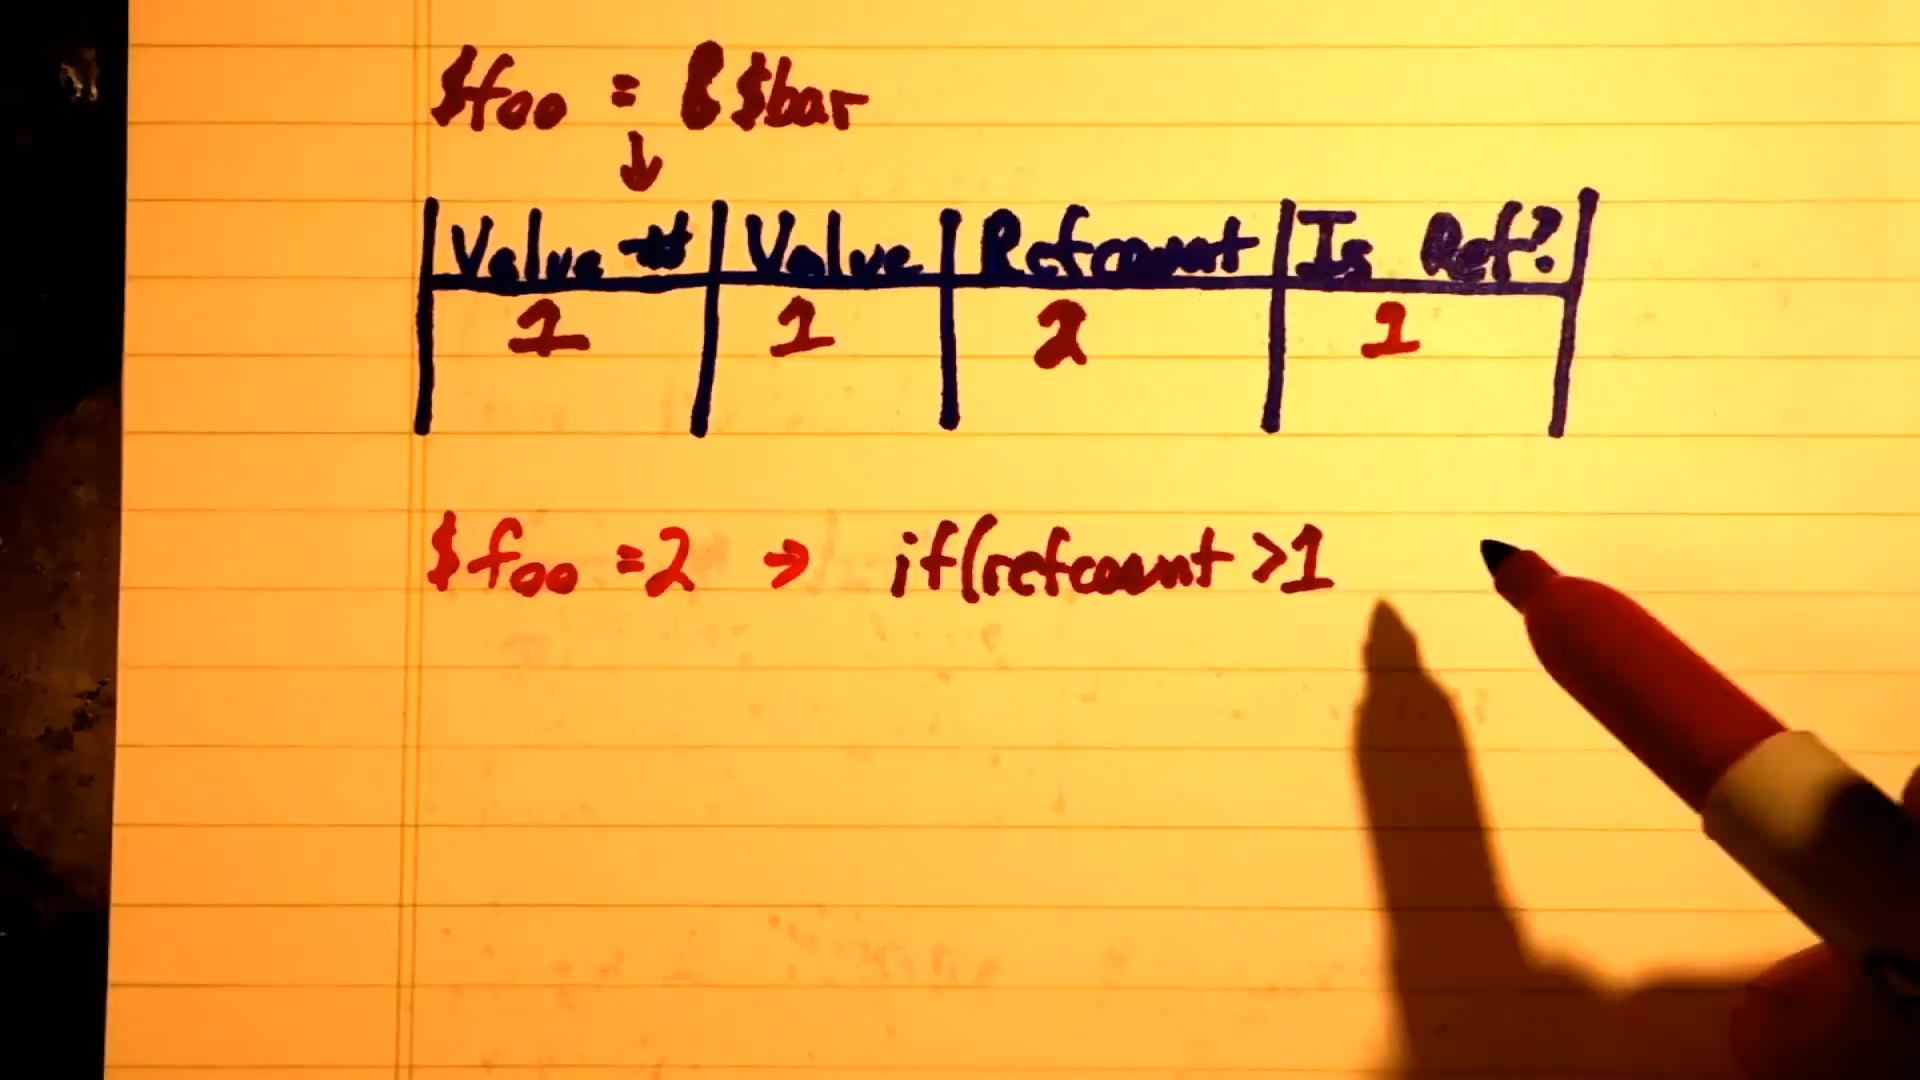 $foo = &$bar
↓
Value # Value Refcount Is Ref?
1 1 2 1
$foo = 2 → if(refcount >1